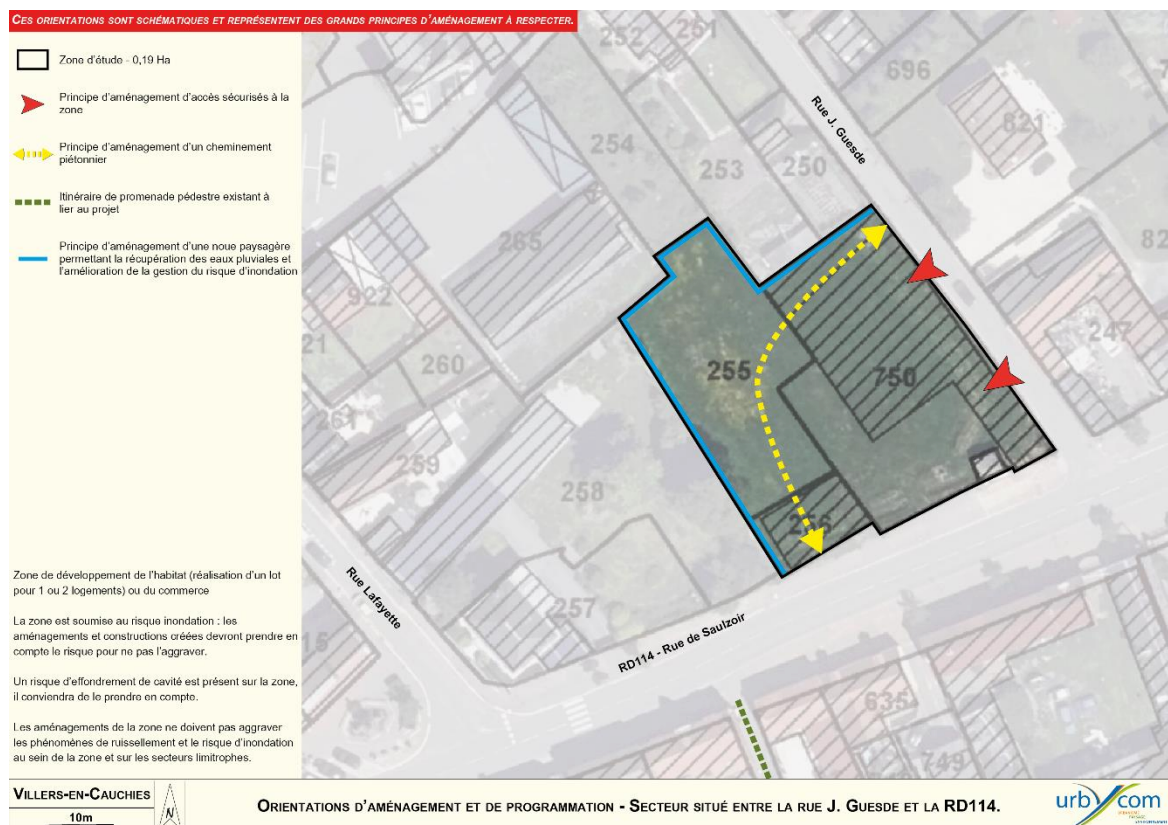 CES ORIENTATIONS SONT SCHÉMATIQUES ET REPRÉSENTENT DES GRANDS PRINCIPES D'AMÉNAGEMENT À RESPECTER.
Zone d'étude - 0,19 Ha
Principe d'aménagement d'accès sécurisés à la
zone
Principe d'aménagement d'un cheminement
piétonnier
Itinéraire de promenade pédestre existant à
lier au projet
Principe d'aménagement d'une noue paysagère
permettant la récupération des eaux pluviales et
l'amélioration de la gestion du risque d'inondation
Zone de développement de l'habitat (réalisation d'un lot
pour 1 ou 2 logements) ou du commerce
La zone est soumise au risque inondation : les
aménagements et constructions créées devront prendre en
compte le risque pour ne pas l'aggraver.
Un risque d'effondrement de cavité est présent sur la zone,
il conviendra de le prendre en compte.
Les aménagements de la zone ne doivent pas aggraver
les phénomènes de ruissellement et le risque d'inondation
au sein de la zone et sur les secteurs limitrophes.
252
251
696
Rue J. Guesde
821
254
253
250
265
82
922
247
21
260
255
750
261
259
258
256
Rue Lafayette
257
RD114 - Rue de Saulzoir
15
635
749
VILLERS-EN-CAUCHIES
10m
N
ORIENTATIONS D'AMÉNAGEMENT ET DE PROGRAMMATION - SECTEUR SITUÉ ENTRE LA RUE J. GUESDE ET LA RD114.
urbycom